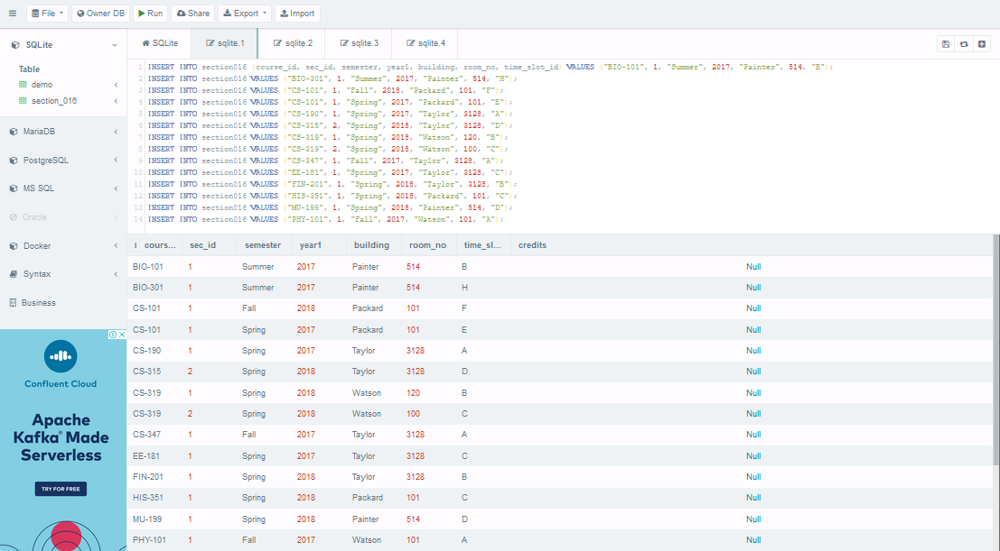 File Owner DB Run Share Export Import
SQLite
SQLite sqlite.1 sqlite.2 sqlite.3 sqlite.4
Table
demo
section_016
MariaDB
PostgreSQL
MS SQL
Oracle
Docker
Syntax
Business
1 INSERT INTO section016 (course_id, sec_id, semester, year1, building, room_no, time_slot_id) VALUES ("BIO-101", 1, "Summer", 2017, "Painter", 514, "B");
2 INSERT INTO section016 VALUES ("BIO-301", 1, "Summer", 2017, "Painter", 514, "H");
3 INSERT INTO section016 VALUES ("CS-101", 1, "Fall", 2018, "Packard", 101, "F");
4 INSERT INTO section016 VALUES ("CS-101", 1, "Spring", 2017, "Packard", 101, "E");
5 INSERT INTO section016 VALUES ("CS-190", 1, "Spring", 2017, "Taylor", 3128, "A");
6 INSERT INTO section016 VALUES ("CS-315", 2, "Spring", 2018, "Taylor", 3128, "D");
7 INSERT INTO section016 VALUES ("CS-319", 1, "Spring", 2018, "Watson", 120, "B");
8 INSERT INTO section016 VALUES ("CS-319", 2, "Spring", 2018, "Watson", 100, "C");
9 INSERT INTO section016 VALUES ("CS-347", 1, "Fall", 2017, "Taylor", 3128, "A");
10 INSERT INTO section016 VALUES ("EE-181", 1, "Spring", 2017, "Taylor", 3128, "C");
11 INSERT INTO section016 VALUES ("FIN-201", 1, "Spring", 2018, "Taylor", 3128, "B");
12 INSERT INTO section016 VALUES ("HIS-351", 1, "Spring", 2018, "Packard", 101, "C");
13 INSERT INTO section016 VALUES ("MU-199", 1, "Spring", 2018, "Painter", 514, "D");
14 INSERT INTO section016 VALUES ("PHY-101", 1, "Fall", 2017, "Watson", 101, "A");
cours... sec_id semester year1 building room_no time_sl... credits
BIO-101 1 Summer 2017 Painter 514 B Null
BIO-301 1 Summer 2017 Painter 514 H Null
CS-101 1 Fall 2018 Packard 101 F Null
CS-101 1 Spring 2017 Packard 101 E Null
CS-190 1 Spring 2017 Taylor 3128 A Null
CS-315 2 Spring 2018 Taylor 3128 D Null
CS-319 1 Spring 2018 Watson 120 B Null
CS-319 2 Spring 2018 Watson 100 C Null
CS-347 1 Fall 2017 Taylor 3128 A Null
EE-181 1 Spring 2017 Taylor 3128 C Null
FIN-201 1 Spring 2018 Taylor 3128 B Null
HIS-351 1 Spring 2018 Packard 101 C Null
MU-199 1 Spring 2018 Painter 514 D Null
PHY-101 1 Fall 2017 Watson 101 A Null
Confluent Cloud
Apache
Kafka® Made
Serverless
TRY FOR FREE